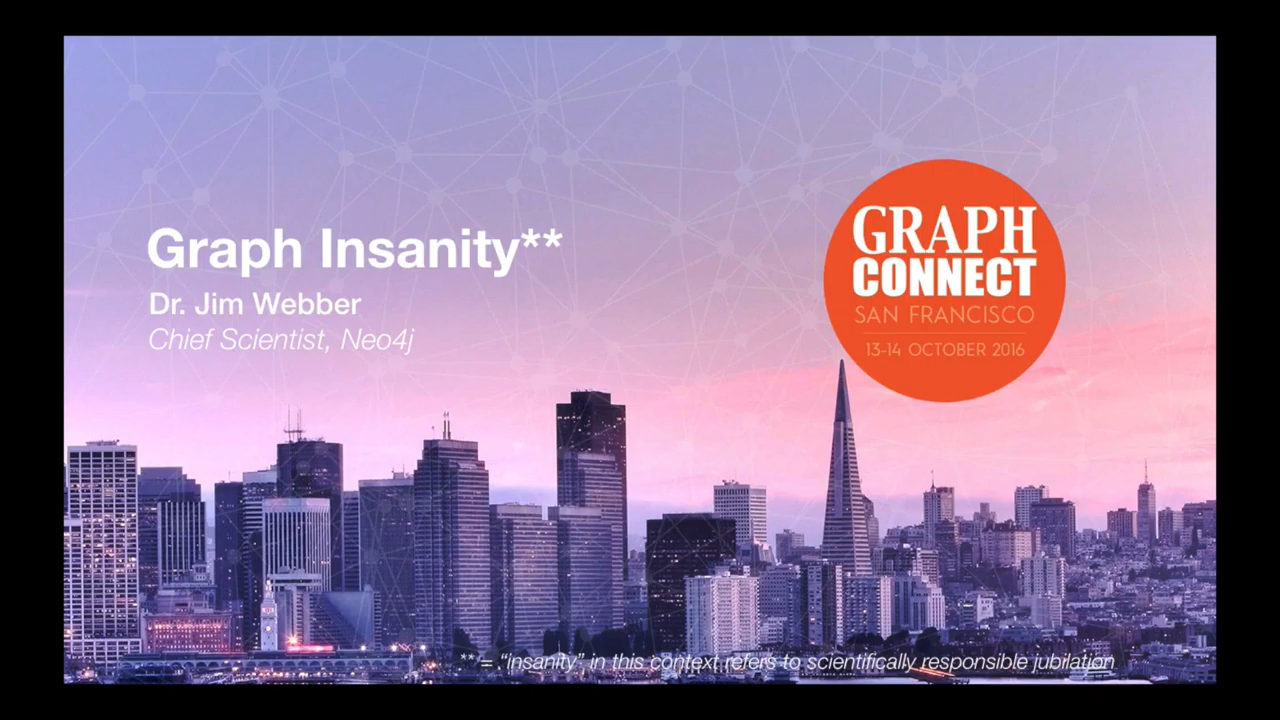 Graph Insanity**
Dr. Jim Webber
Chief Scientist, Neo4j
GRAPH
CONNECT
SAN FRANCISCO
13-14 OCTOBER 2016
** = "insanity" in this context refers to scientifically responsible jubilation